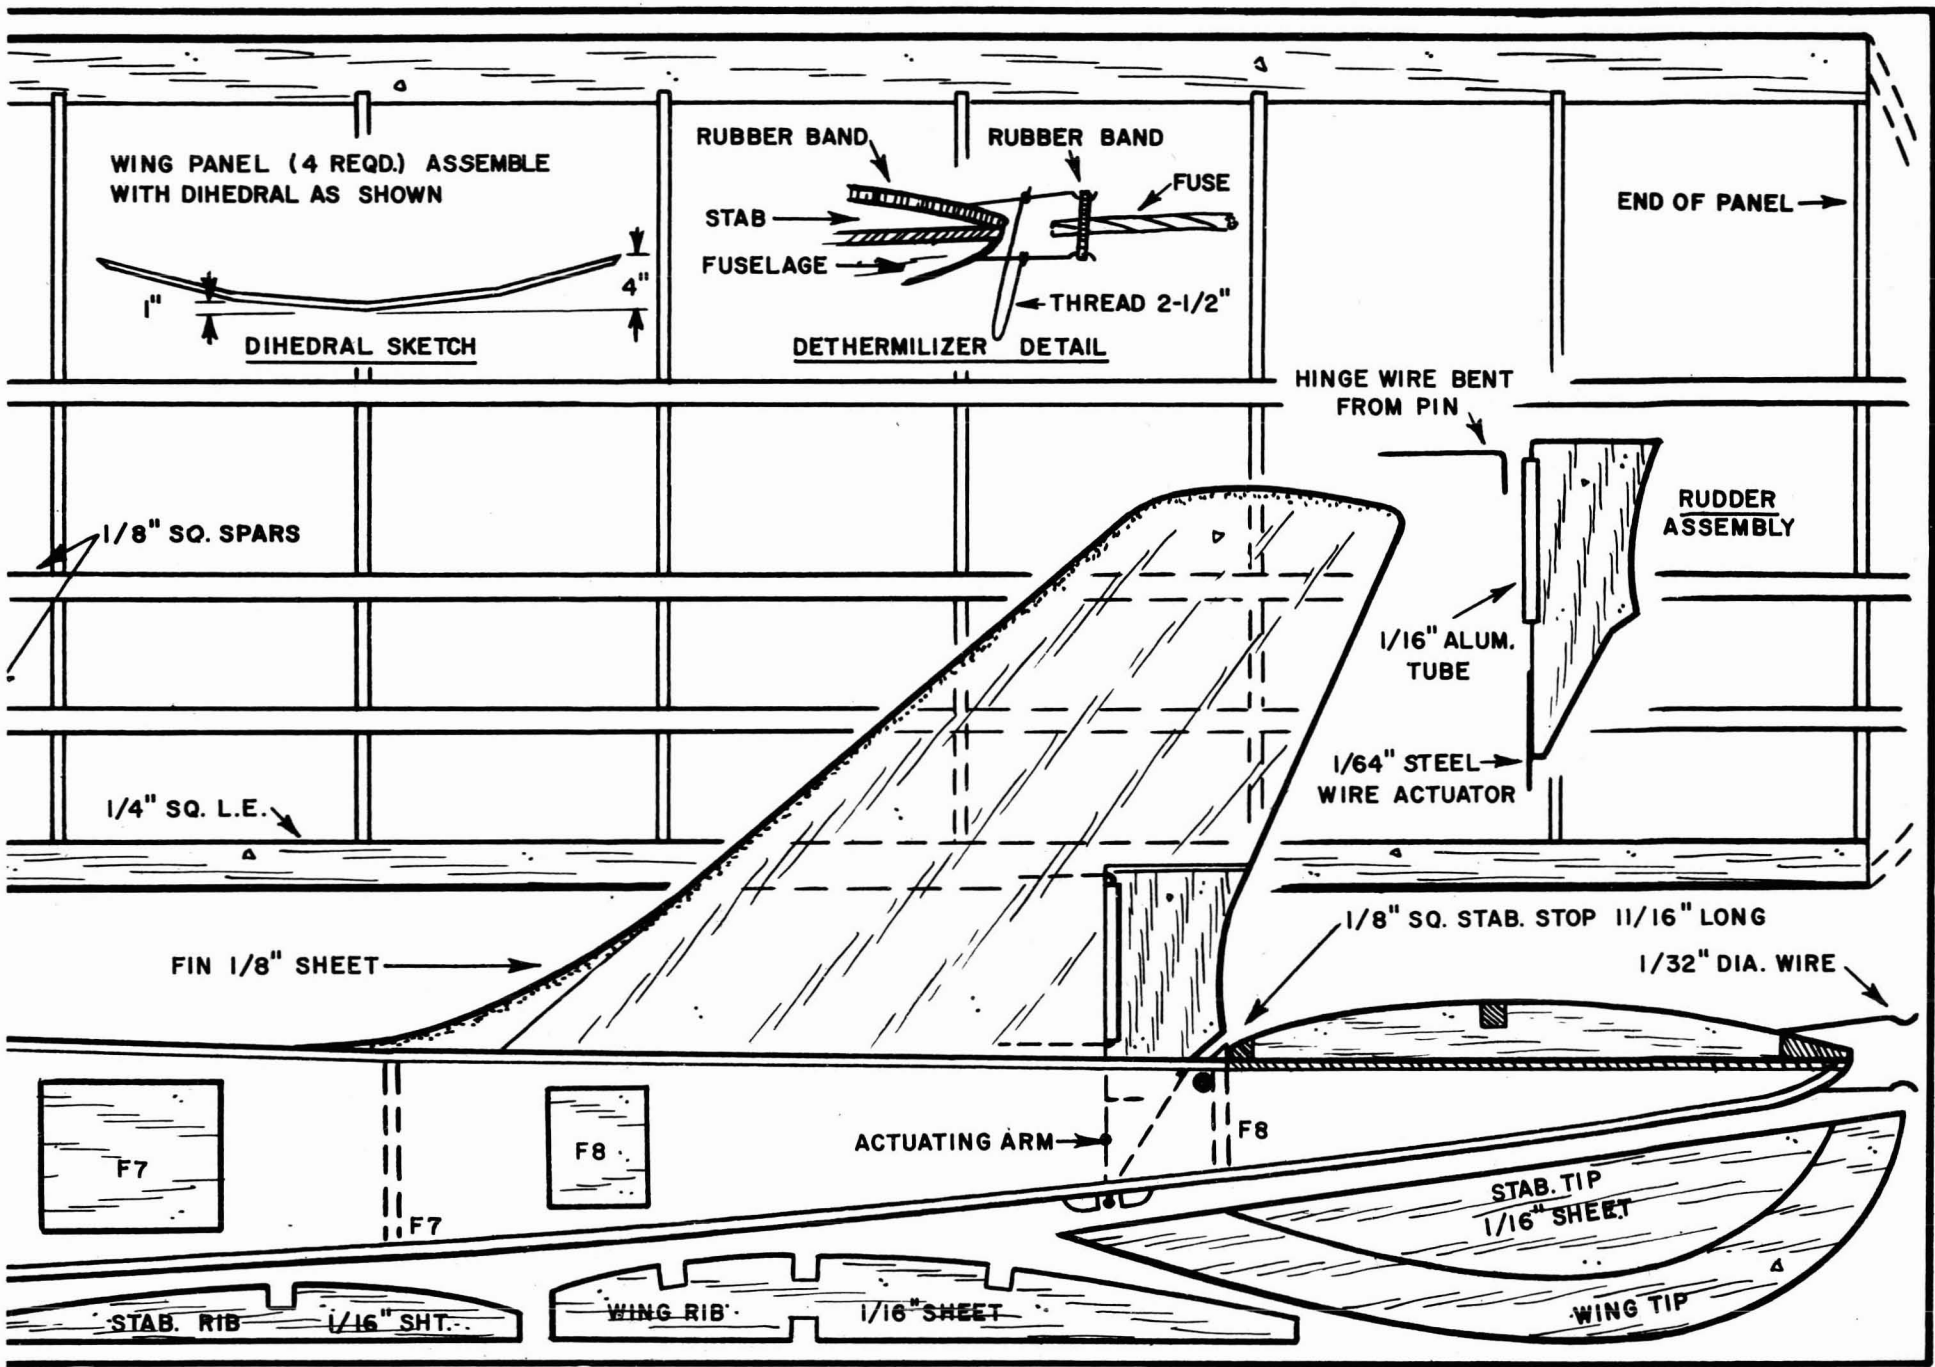 WING PANEL (4 REQD.) ASSEMBLE
WITH DIHEDRAL AS SHOWN
1"
4"
DIHEDRAL SKETCH
RUBBER BAND
RUBBER BAND
FUSE
STAB
FUSELAGE
THREAD 2-1/2"
DETHERMILIZER DETAIL
END OF PANEL
HINGE WIRE BENT
FROM PIN
RUDDER
ASSEMBLY
1/8" SQ. SPARS
1/16" ALUM.
TUBE
1/64" STEEL
WIRE ACTUATOR
1/4" SQ. L.E.
1/8" SQ. STAB. STOP 11/16" LONG
1/32" DIA. WIRE
FIN 1/8" SHEET
F7
F7
F8
ACTUATING ARM
F8
STAB. TIP
1/16" SHEET
WING TIP
STAB. RIB 1/16" SHT.
WING RIB 1/16" SHEET